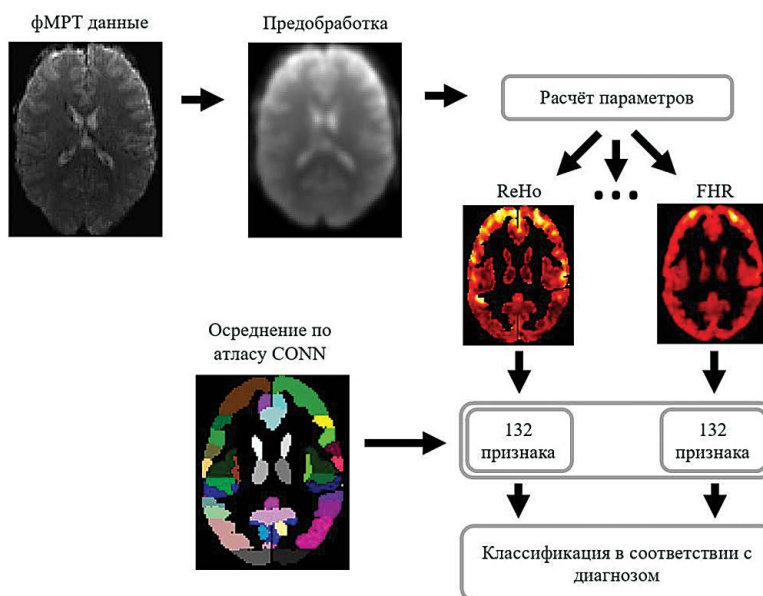 фМРТ данные
Предобработка
Расчёт параметров
ReHo
FHR
Осреднение по
атласу CONN
132
признака
132
признака
Классификация в соответствии с
диагнозом